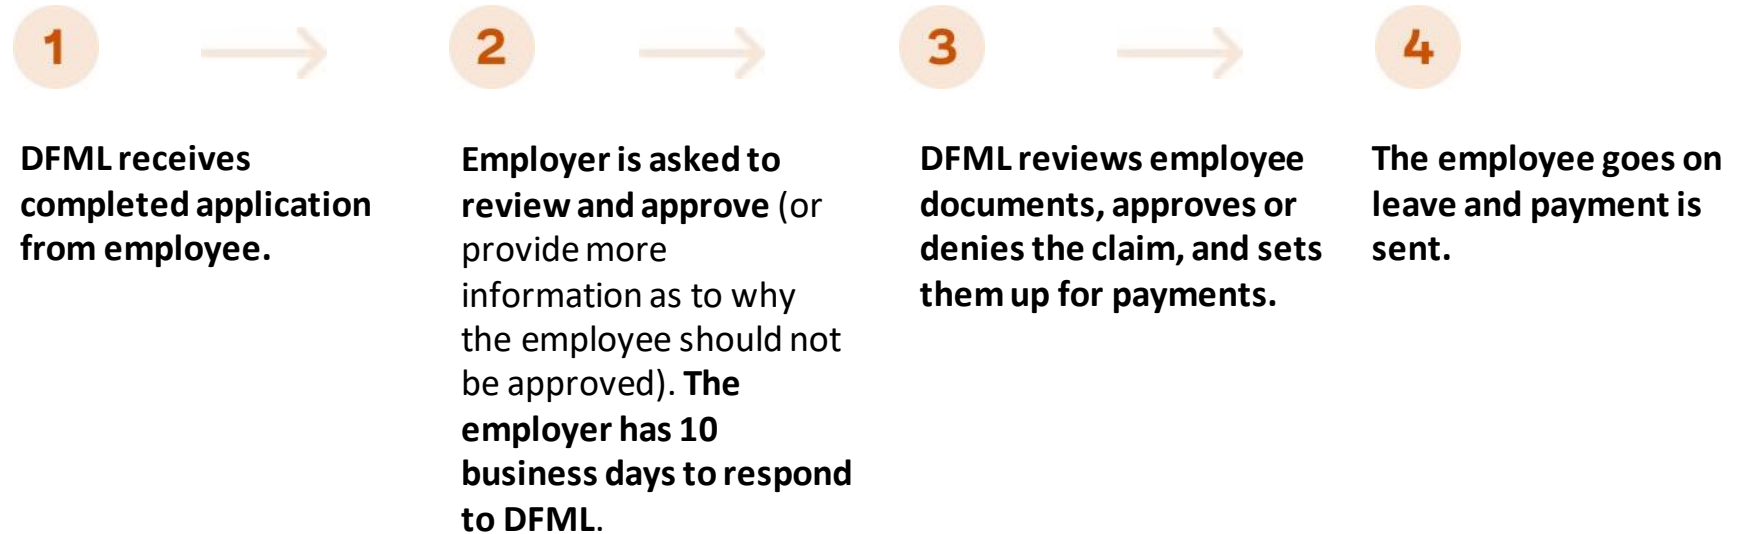 1
DFML receives
completed application
from employee.
2
Employer is asked to
review and approve (or
provide more
information as to why
the employee should not
be approved). The
employer has 10
business days to respond
to DFML.
3
DFML reviews employee
documents, approves or
denies the claim, and sets
them up for payments.
4
The employee goes on
leave and payment is
sent.